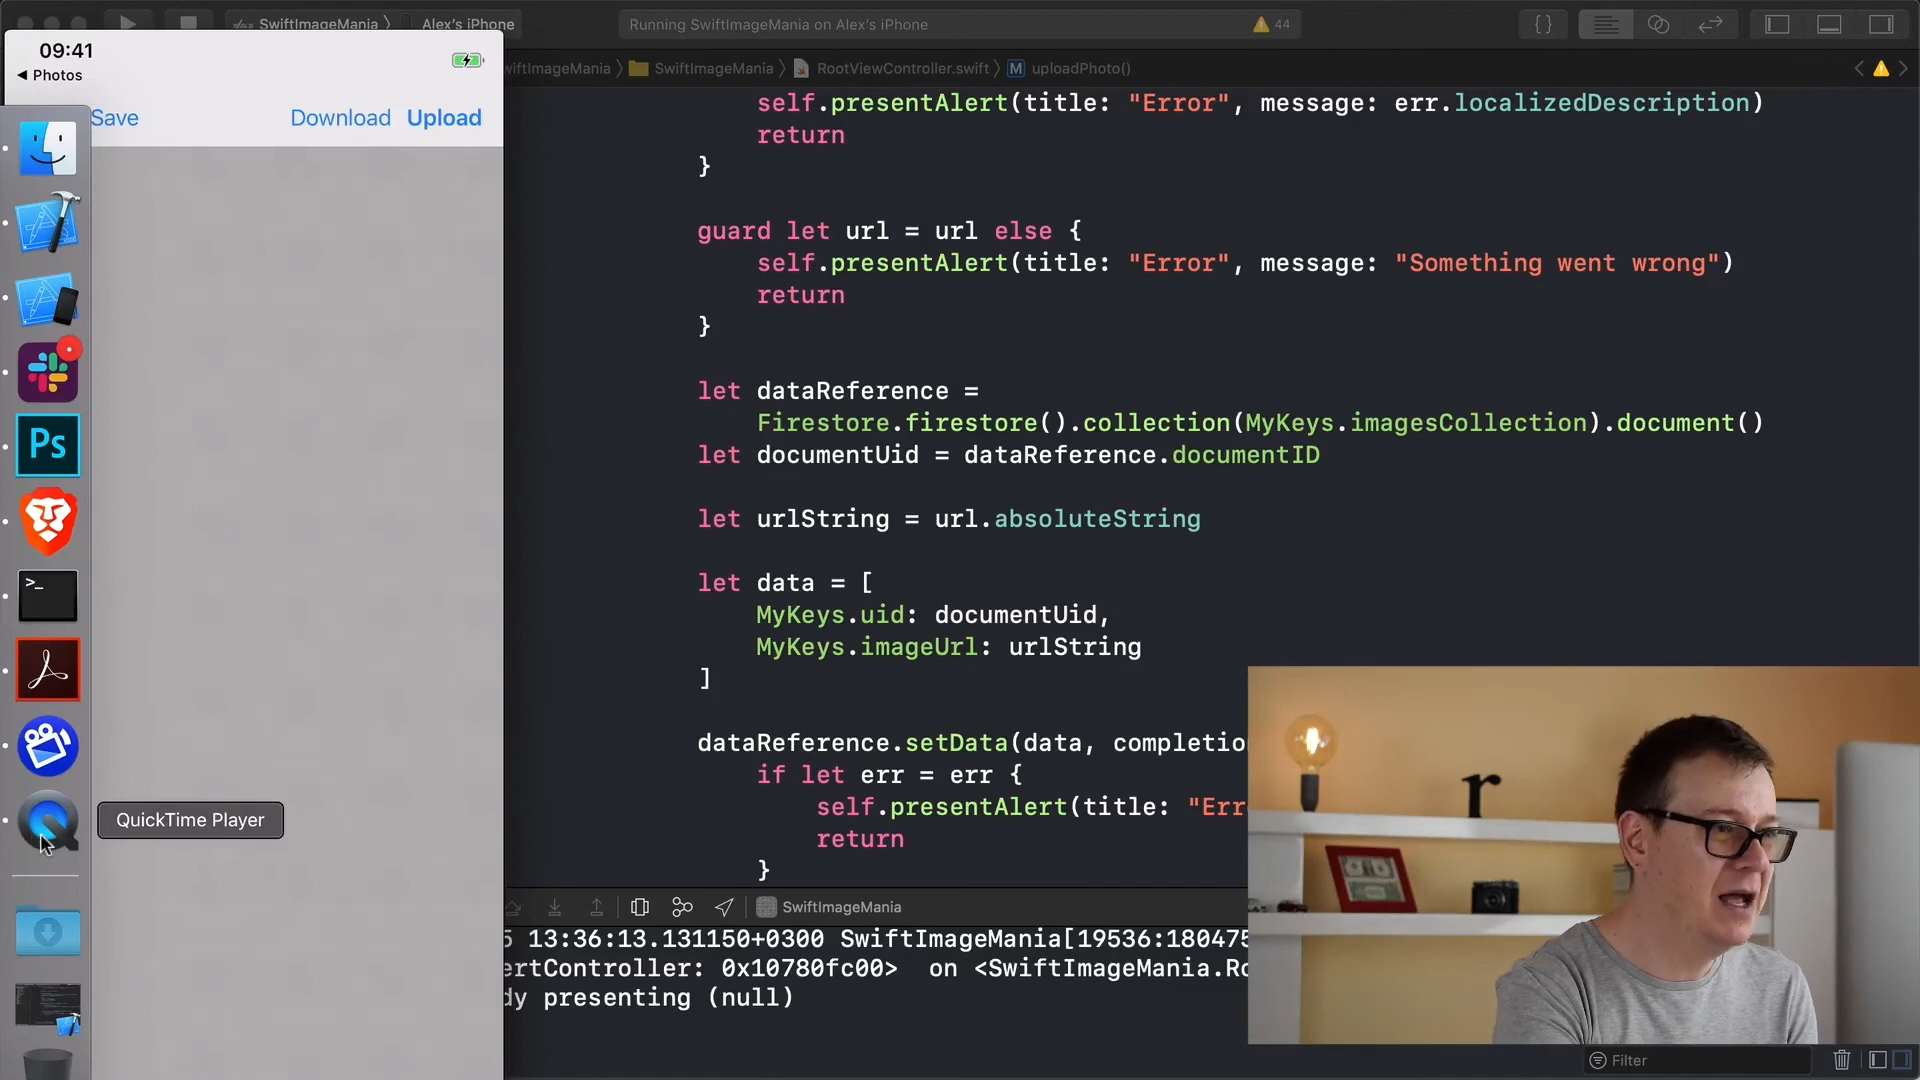 SwiftImageMania
Alex's iPhone
Running SwiftImageMania on Alex's iPhone
44
09:41
Photos
Save
Download
Upload
wiftImageMania
SwiftImageMania
RootViewController.swift
M
uploadPhoto()
self.presentAlert(title: "Error", message: err.localizedDescription)
return
}
guard let url = url else {
self.presentAlert(title: "Error", message: "Something went wrong")
return
}
let dataReference =
Firestore.firestore().collection(MyKeys.imagesCollection).document()
let documentUid = dataReference.documentID
let urlString = url.absoluteString
let data = [
MyKeys.uid: documentUid,
MyKeys.imageUrl: urlString
]
dataReference.setData(data, completion
if let err = err {
self.presentAlert(title: "Err
return
}
Ps
>_
QuickTime Player
SwiftImageMania
5 13:36:13.131150+0300 SwiftImageMania[19536:180475
ertController: 0x10780fc00>  on <SwiftImageMania.Ro
dy presenting (null)
r
Filter